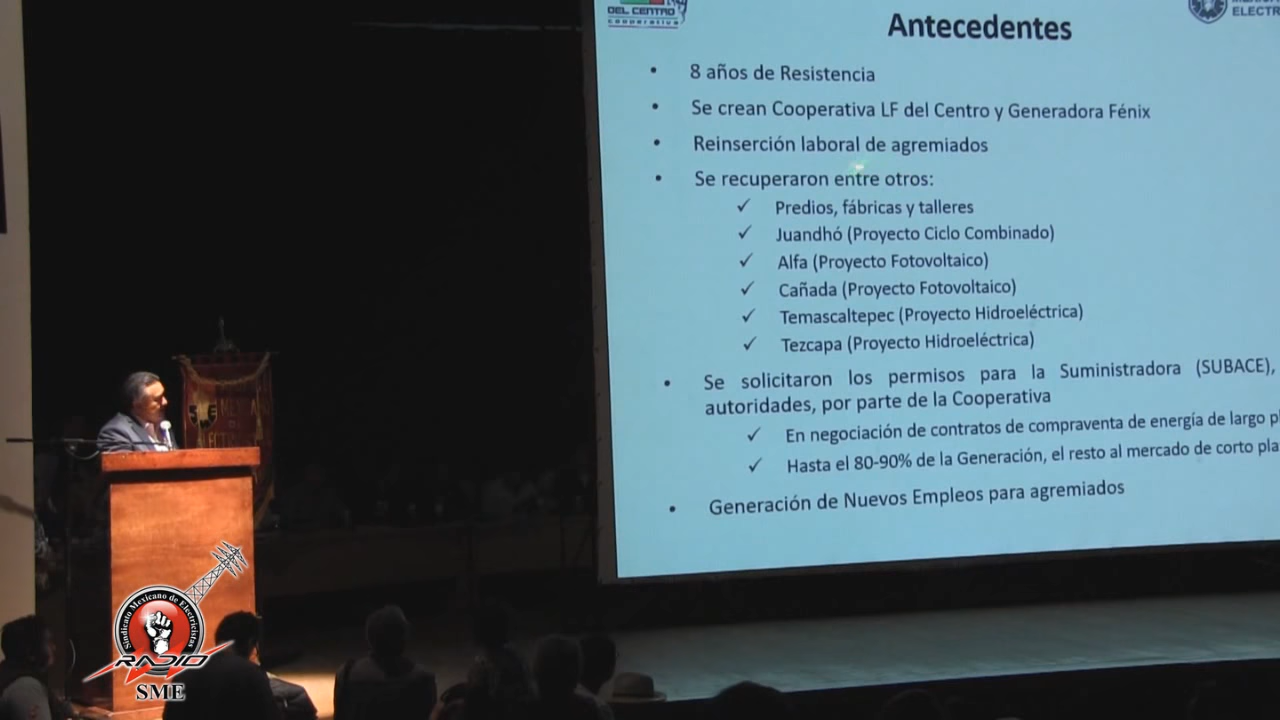 DEL CENTRO
cooperativa
ELECTR
Antecedentes
• 8 años de Resistencia
• Se crean Cooperativa LF del Centro y Generadora Fénix
• Reinserción laboral de agremiados
• Se recuperaron entre otros:
✓ Predios, fábricas y talleres
✓ Juandhó (Proyecto Ciclo Combinado)
✓ Alfa (Proyecto Fotovoltaico)
✓ Cañada (Proyecto Fotovoltaico)
✓ Temascaltepec (Proyecto Hidroeléctrica)
✓ Tezcapa (Proyecto Hidroeléctrica)
• Se solicitaron los permisos para la Suministradora (SUBACE),
autoridades, por parte de la Cooperativa
✓ En negociación de contratos de compraventa de energía de largo pl
✓ Hasta el 80-90% de la Generación, el resto al mercado de corto pla
• Generación de Nuevos Empleos para agremiados
Sindicato Mexicano de Electricistas
RADIO
SME